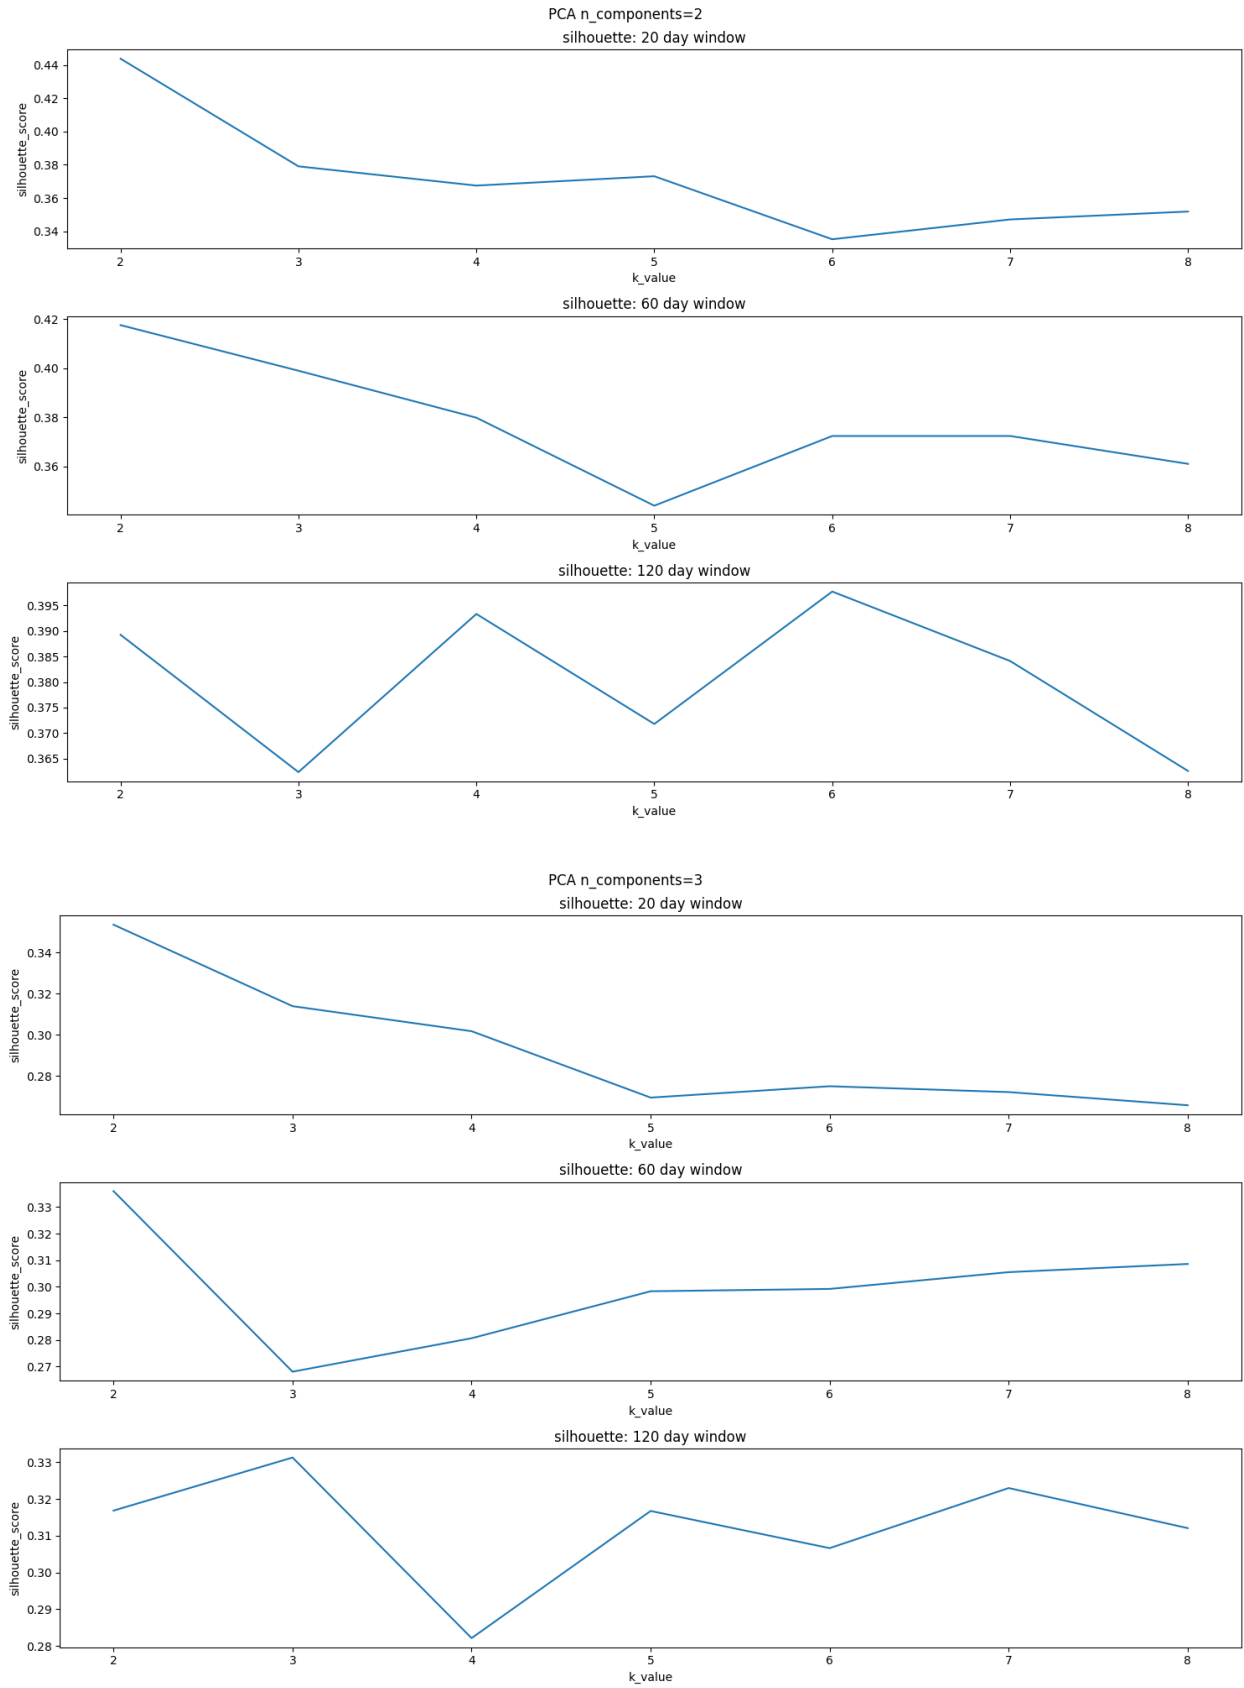 PCA n_components=2
silhouette: 20 day window
silhouette_score
0.44
0.42
0.40
0.38
0.36
0.34
2 3 4 5 6 7 8
k_value
silhouette: 60 day window
silhouette_score
0.42
0.40
0.38
0.36
2 3 4 5 6 7 8
k_value
silhouette: 120 day window
silhouette_score
0.395
0.390
0.385
0.380
0.375
0.370
0.365
2 3 4 5 6 7 8
k_value
PCA n_components=3
silhouette: 20 day window
silhouette_score
0.34
0.32
0.30
0.28
2 3 4 5 6 7 8
k_value
silhouette: 60 day window
silhouette_score
0.33
0.32
0.31
0.30
0.29
0.28
0.27
2 3 4 5 6 7 8
k_value
silhouette: 120 day window
silhouette_score
0.33
0.32
0.31
0.30
0.29
0.28
2 3 4 5 6 7 8
k_value